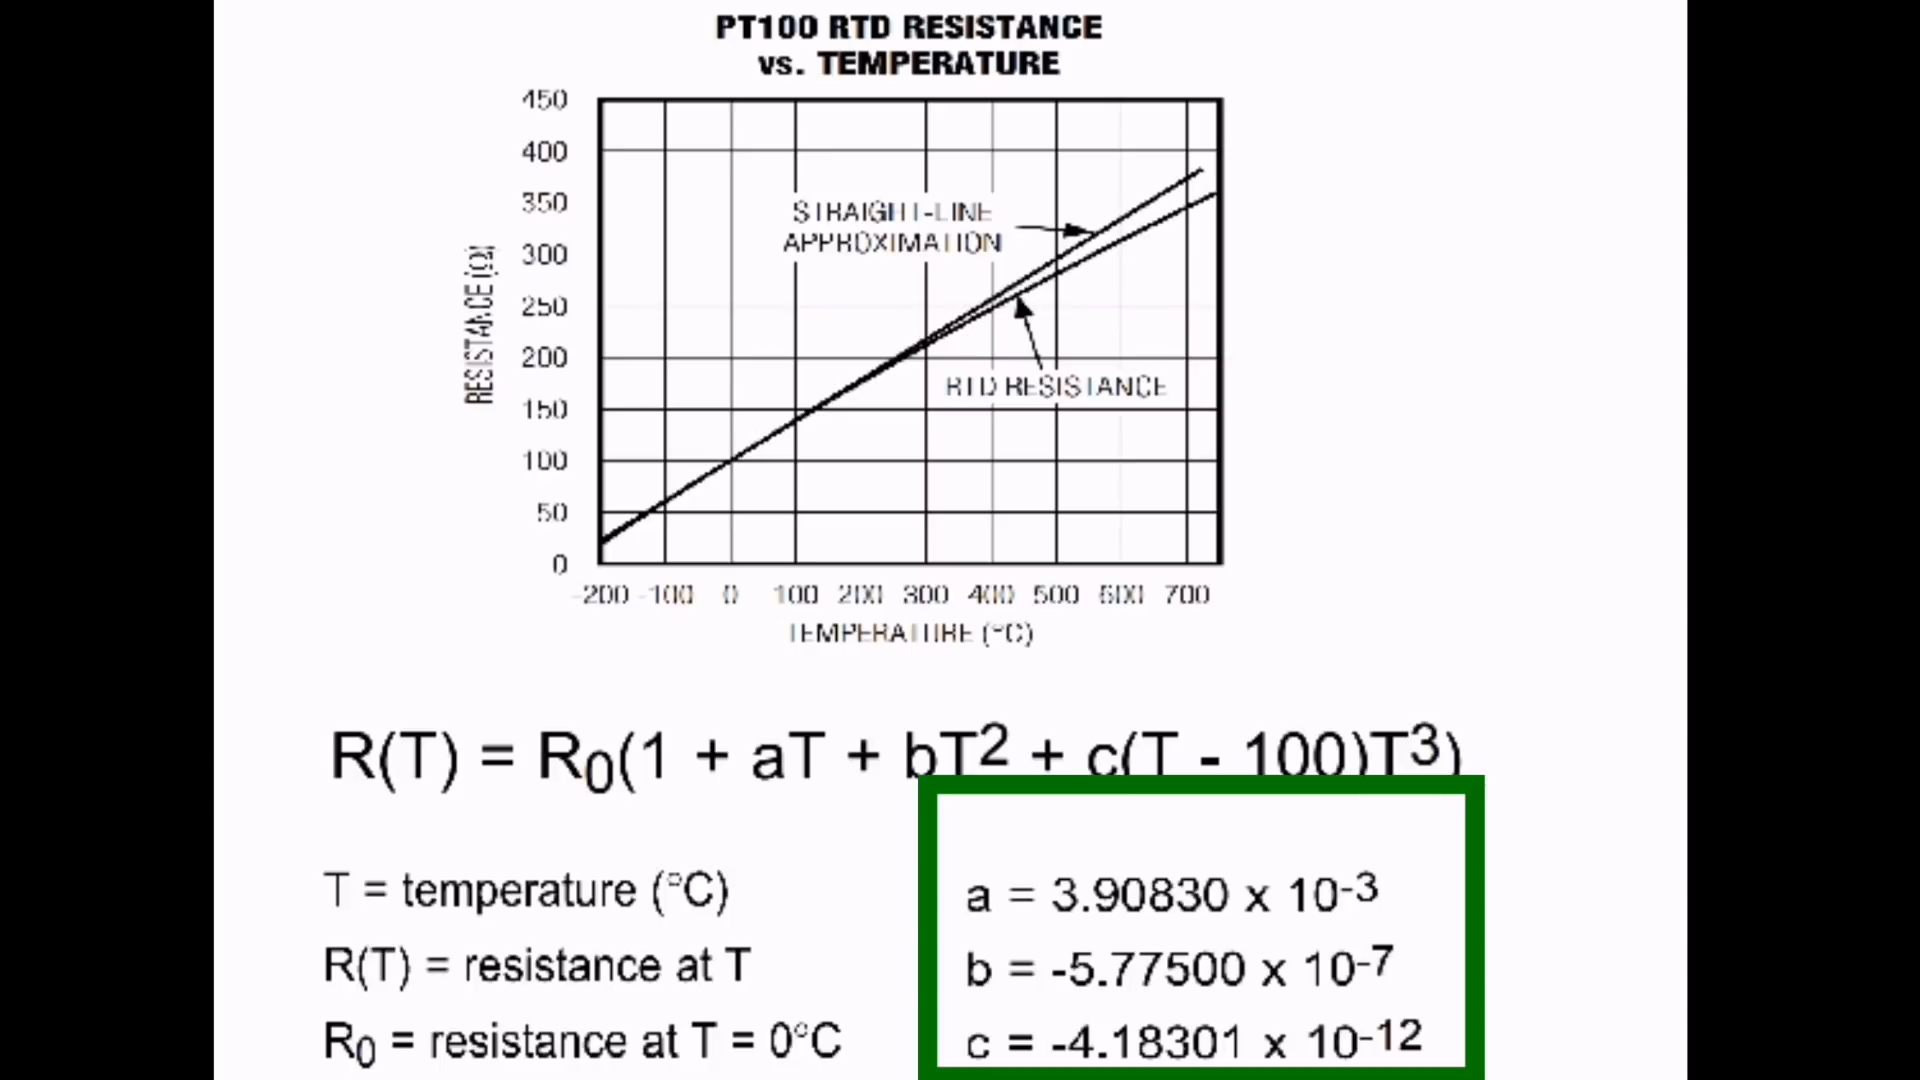 PT100 RTD RESISTANCE
vs. TEMPERATURE
450
400
350
300
250
200
150
100
50
0
RESISTANCE (Ω)
STRAIGHT-LINE
APPROXIMATION
RTD RESISTANCE
-200 -100 0 100 200 300 400 500 600 700
TEMPERATURE (°C)
R(T) = R₀(1 + aT + bT² + c(T - 100)T³)
T = temperature (°C)
R(T) = resistance at T
R₀ = resistance at T = 0°C
a = 3.90830 x 10⁻³
b = -5.77500 x 10⁻⁷
c = -4.18301 x 10⁻¹²